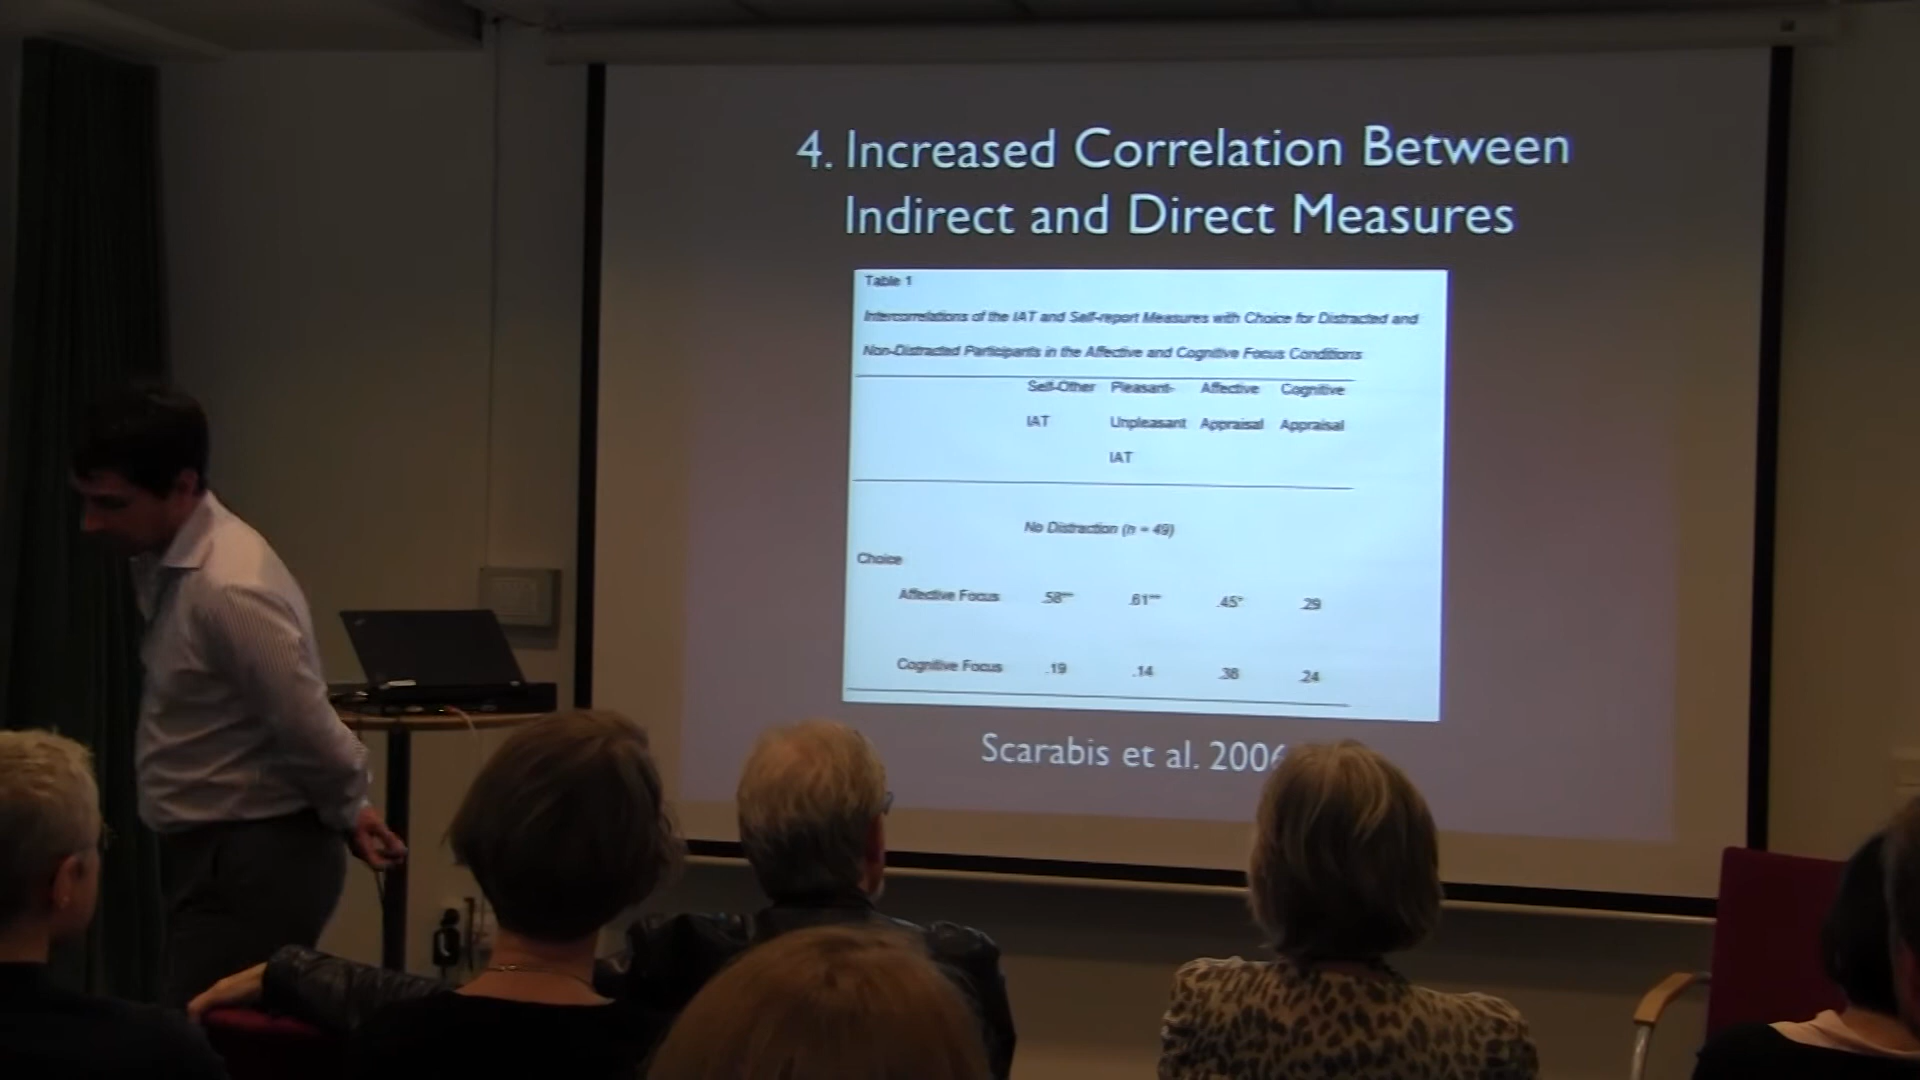 4. Increased Correlation Between
Indirect and Direct Measures
Table 1
Intercorrelations of the IAT and Self-report Measures with Choice for Distracted and
Non-Distracted Participants in the Affective and Cognitive Focus Conditions
Self-Other Pleasant- Affective Cognitive
IAT Unpleasant Appraisal Appraisal
IAT
No Distraction (n = 49)
Choice
Affective Focus .58*** .61*** .45* .29
Cognitive Focus .19 .14 .38 .24
Scarabis et al. 2006